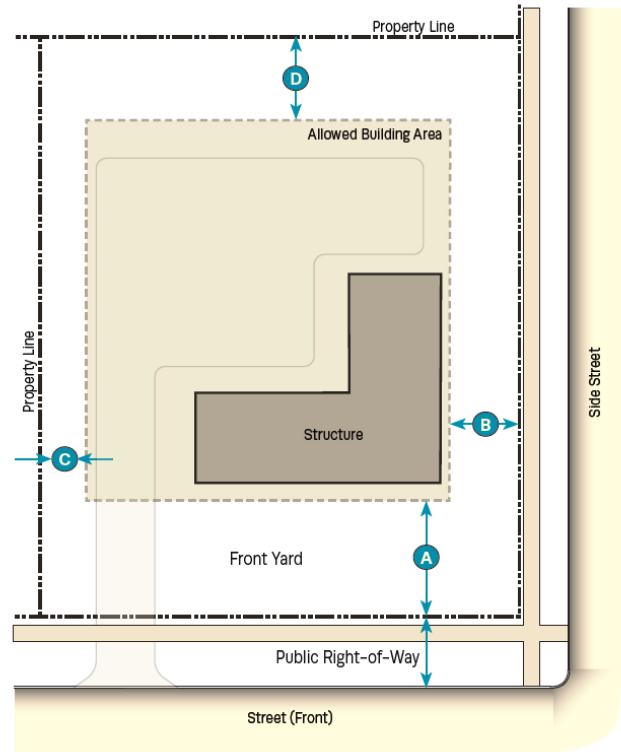 Property Line
D
Allowed Building Area
Property Line
Side Street
Structure
B
C
Front Yard
A
Public Right-of-Way
Street (Front)